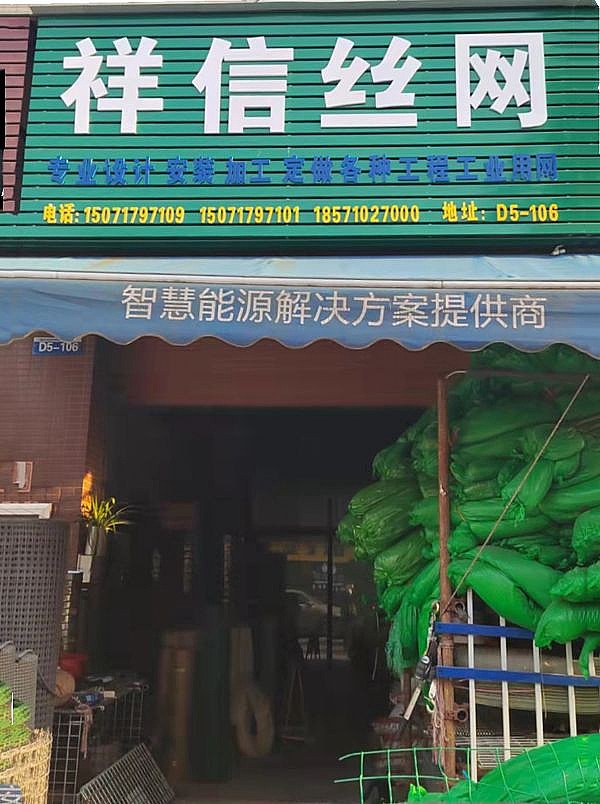 祥信丝网
专业设计 安装 加工 定做各种工程工业用网
电话: 15071797109 15071797101 18571027000 地址: D5-106
智慧能源解决方案提供商
D5-106